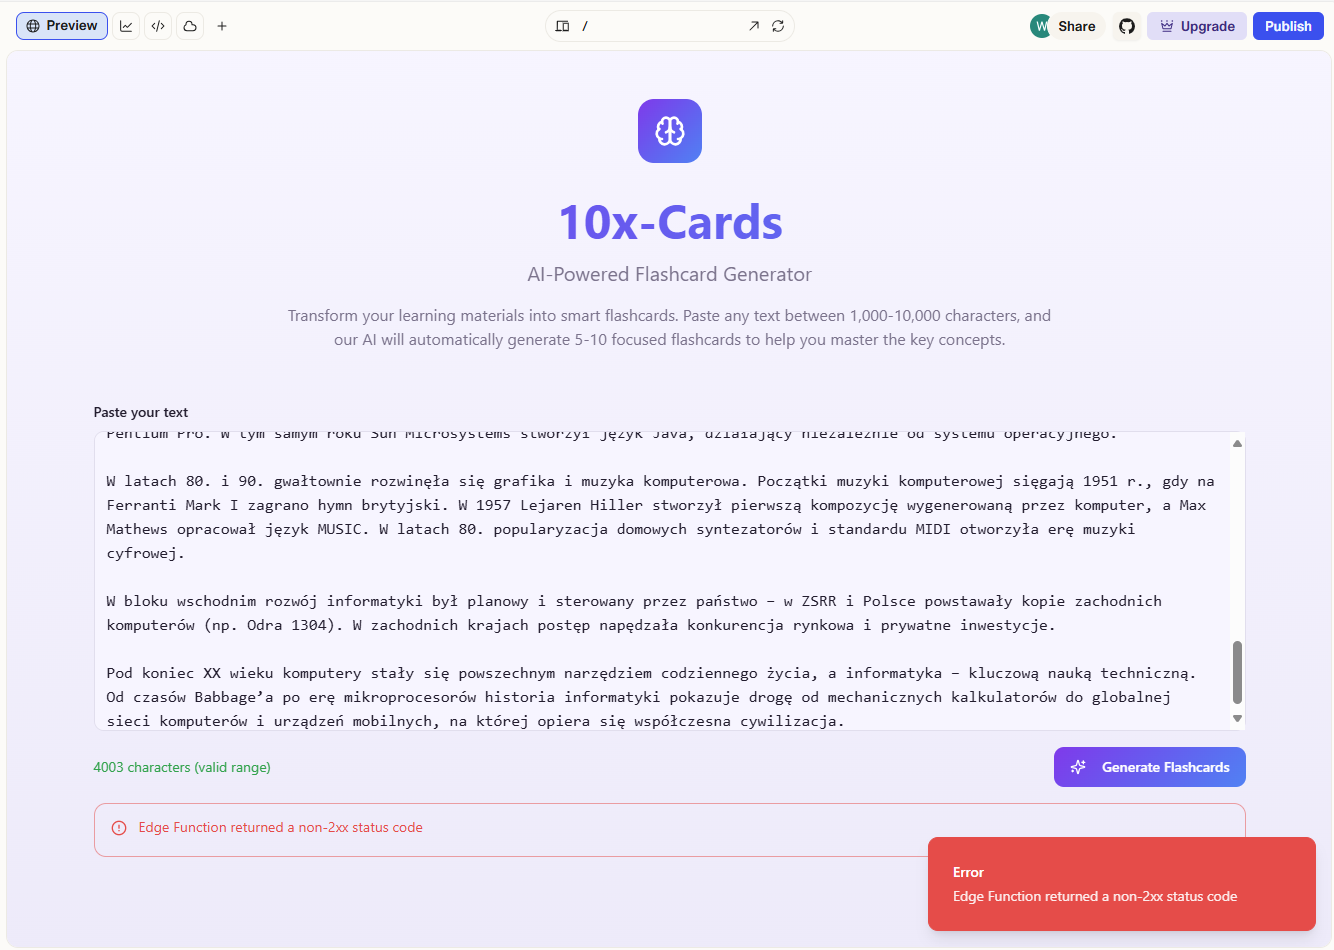 Preview
/
W
Share
Upgrade
Publish
10x-Cards
AI-Powered Flashcard Generator
Transform your learning materials into smart flashcards. Paste any text between 1,000-10,000 characters, and
our AI will automatically generate 5-10 focused flashcards to help you master the key concepts.
Paste your text
Pentium Pro. W tym samym roku Sun Microsystems stworzył język Java, działający niezależnie od systemu operacyjnego.
W latach 80. i 90. gwałtownie rozwinęła się grafika i muzyka komputerowa. Początki muzyki komputerowej sięgają 1951 r., gdy na
Ferranti Mark I zagrano hymn brytyjski. W 1957 Lejaren Hiller stworzył pierwszą kompozycję wygenerowaną przez komputer, a Max
Mathews opracował język MUSIC. W latach 80. popularyzacja domowych syntezatorów i standardu MIDI otworzyła erę muzyki
cyfrowej.
W bloku wschodnim rozwój informatyki był planowy i sterowany przez państwo – w ZSRR i Polsce powstawały kopie zachodnich
komputerów (np. Odra 1304). W zachodnich krajach postęp napędzała konkurencja rynkowa i prywatne inwestycje.
Pod koniec XX wieku komputery stały się powszechnym narzędziem codziennego życia, a informatyka – kluczową nauką techniczną.
Od czasów Babbage’a po erę mikroprocesorów historia informatyki pokazuje drogę od mechanicznych kalkulatorów do globalnej
sieci komputerów i urządzeń mobilnych, na której opiera się współczesna cywilizacja.
4003 characters (valid range)
Generate Flashcards
Edge Function returned a non-2xx status code
Error
Edge Function returned a non-2xx status code